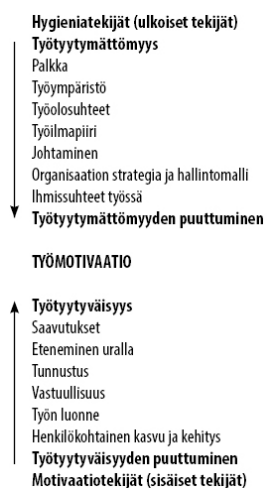 Hygieniatekijät (ulkoiset tekijät)
Työtyytymättömyys
Palkka
Työympäristö
Työolosuhteet
Työilmapiiri
Johtaminen
Organisaation strategia ja hallintomalli
Ihmissuhteet työssä
Työtyytymättömyyden puuttuminen
TYÖMOTIVAATIO
Työtyytyväisyys
Saavutukset
Eteneminen uralla
Tunnustus
Vastuullisuus
Työn luonne
Henkilökohtainen kasvu ja kehitys
Työtyytyväisyyden puuttuminen
Motivaatiotekijät (sisäiset tekijät)